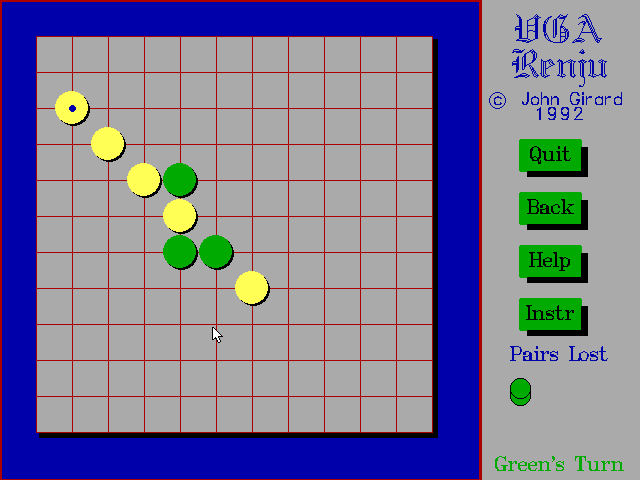 VGA
Renju
© John Girard
1992
Quit
Back
Help
Instr
Pairs Lost
Green's Turn